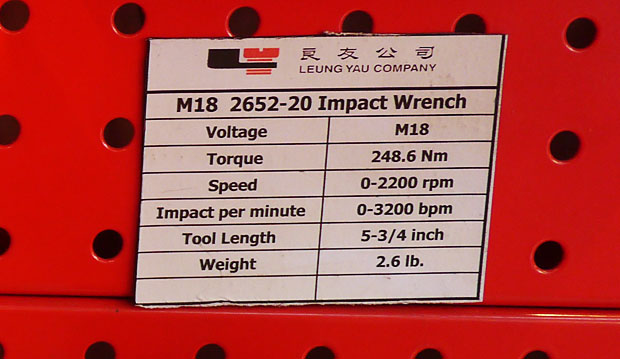 良友公司
LEUNG YAU COMPANY
M18 2652-20 Impact Wrench
Voltage M18
Torque 248.6 Nm
Speed 0-2200 rpm
Impact per minute 0-3200 bpm
Tool Length 5-3/4 inch
Weight 2.6 lb.